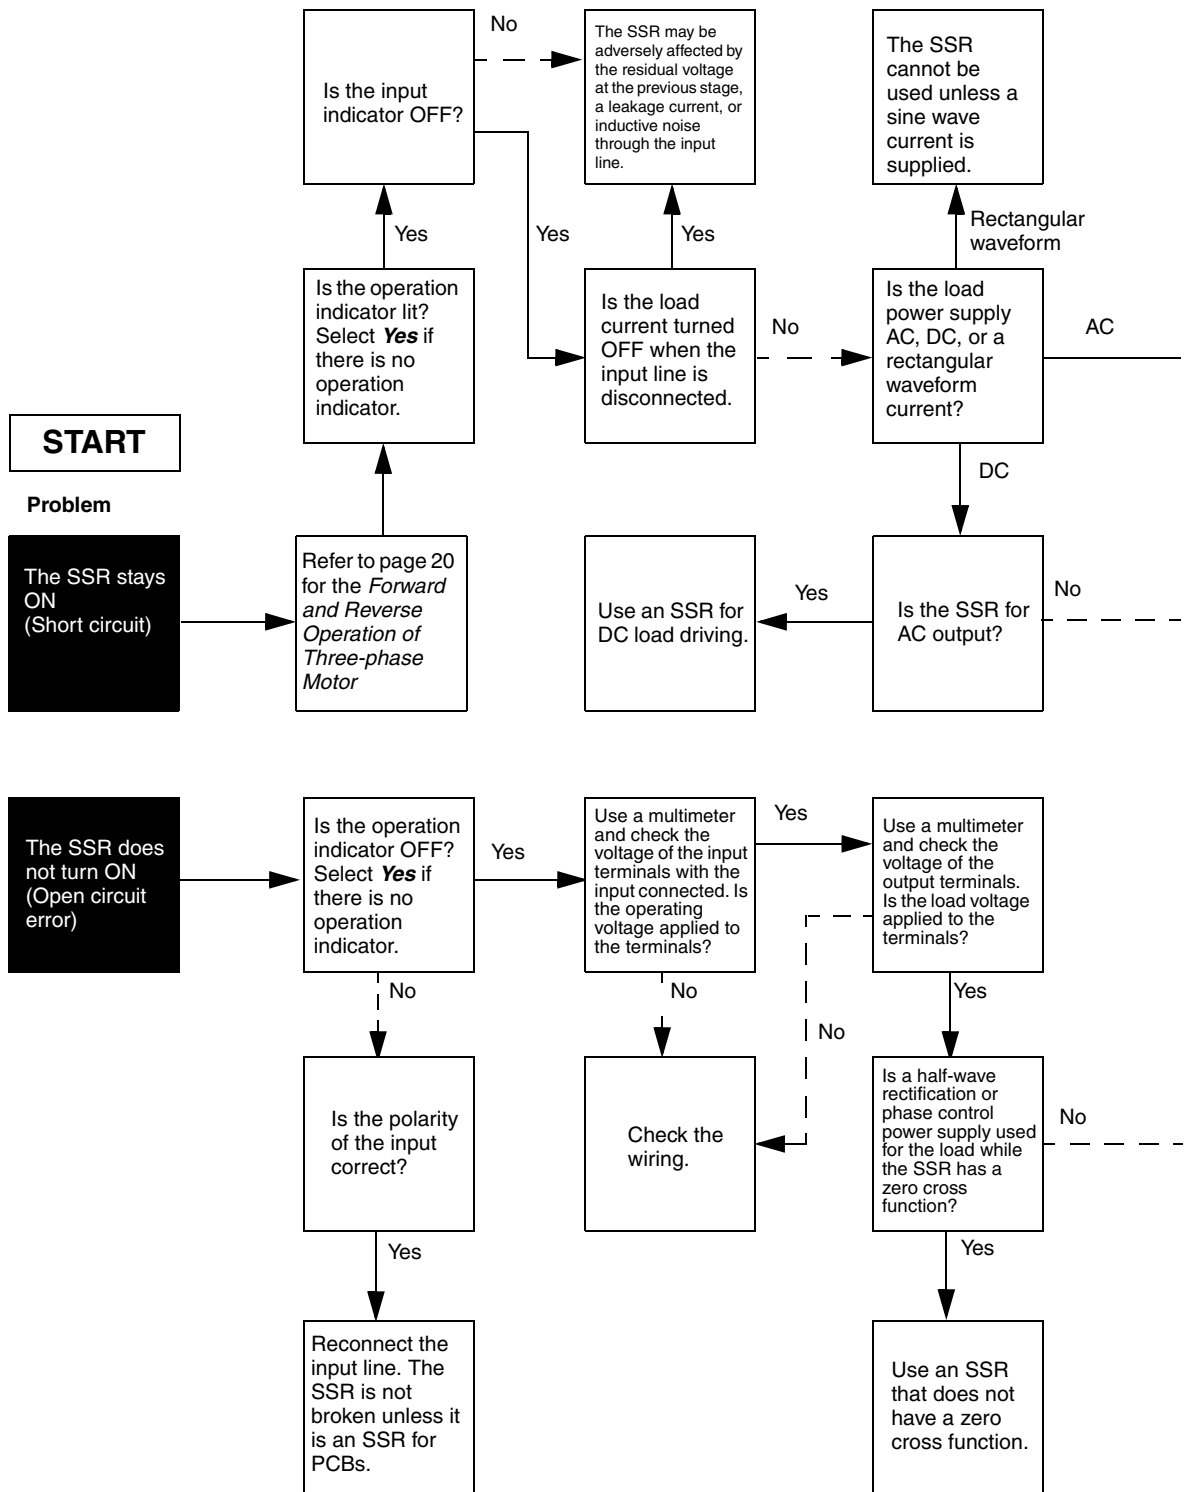 No
Is the input
indicator OFF?
The SSR may be
adversely affected by
the residual voltage
at the previous stage,
a leakage current, or
inductive noise
through the input
line.
The SSR
cannot be
used unless a
sine wave
current is
supplied.
Yes
Yes
Yes
Rectangular
waveform
Is the operation
indicator lit?
Select Yes if
there is no
operation
indicator.
Is the load
current turned
OFF when the
input line is
disconnected.
No
Is the load
power supply
AC, DC, or a
rectangular
waveform
current?
AC
START
Problem
DC
The SSR stays
ON
(Short circuit)
Refer to page 20
for the Forward
and Reverse
Operation of
Three-phase
Motor
Use an SSR for
DC load driving.
Yes
Is the SSR for
AC output?
No
The SSR does
not turn ON
(Open circuit
error)
Is the operation
indicator OFF?
Select Yes if
there is no
operation
indicator.
Yes
Use a multimeter
and check the
voltage of the input
terminals with the
input connected. Is
the operating
voltage applied to
the terminals?
Yes
Use a multimeter
and check the
voltage of the
output terminals.
Is the load voltage
applied to the
terminals?
No
No
No
Yes
Is the polarity
of the input
correct?
Check the
wiring.
Is a half-wave
rectification or
phase control
power supply used
for the load while
the SSR has a
zero cross
function?
No
Yes
Yes
Reconnect the
input line. The
SSR is not
broken unless it
is an SSR for
PCBs.
Use an SSR
that does not
have a zero
cross function.